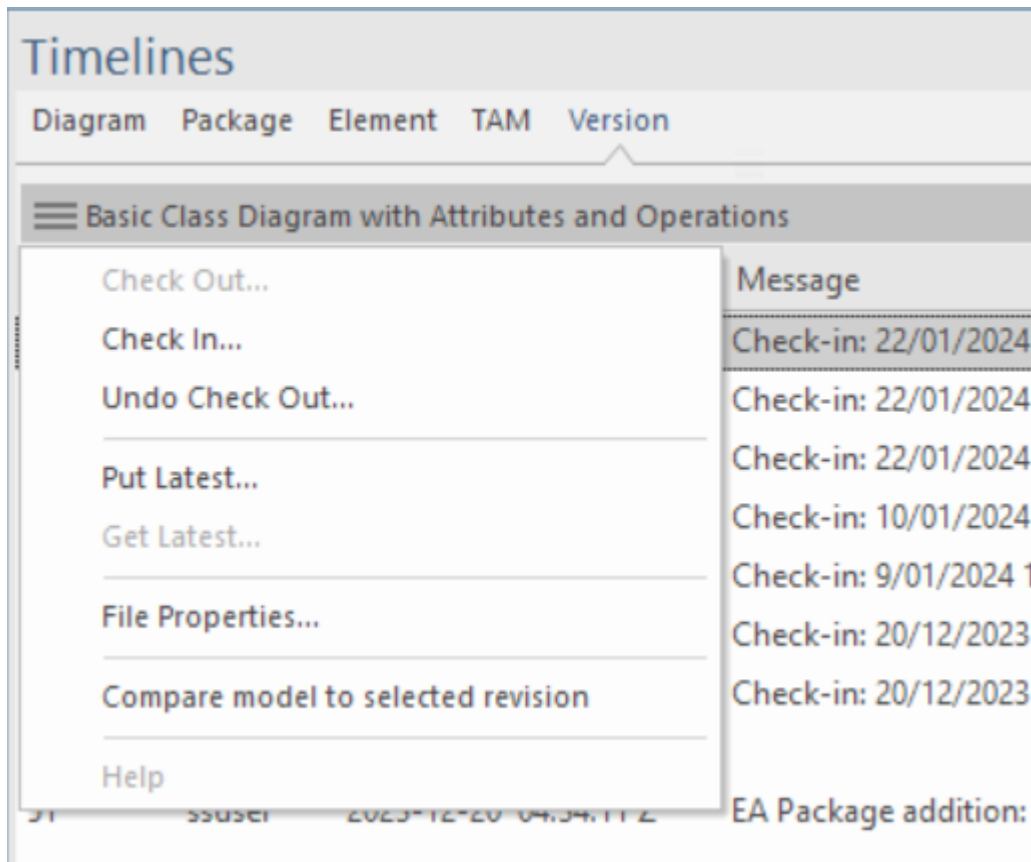 Timelines
Diagram Package Element TAM Version
Basic Class Diagram with Attributes and Operations
Check Out...
Message
Check In...
Check-in: 22/01/2024
Undo Check Out...
Check-in: 22/01/2024
Check-in: 22/01/2024
Put Latest...
Check-in: 10/01/2024
Get Latest...
Check-in: 9/01/2024 1
File Properties...
Check-in: 20/12/2023
Compare model to selected revision
Check-in: 20/12/2023
Help
EA Package addition: